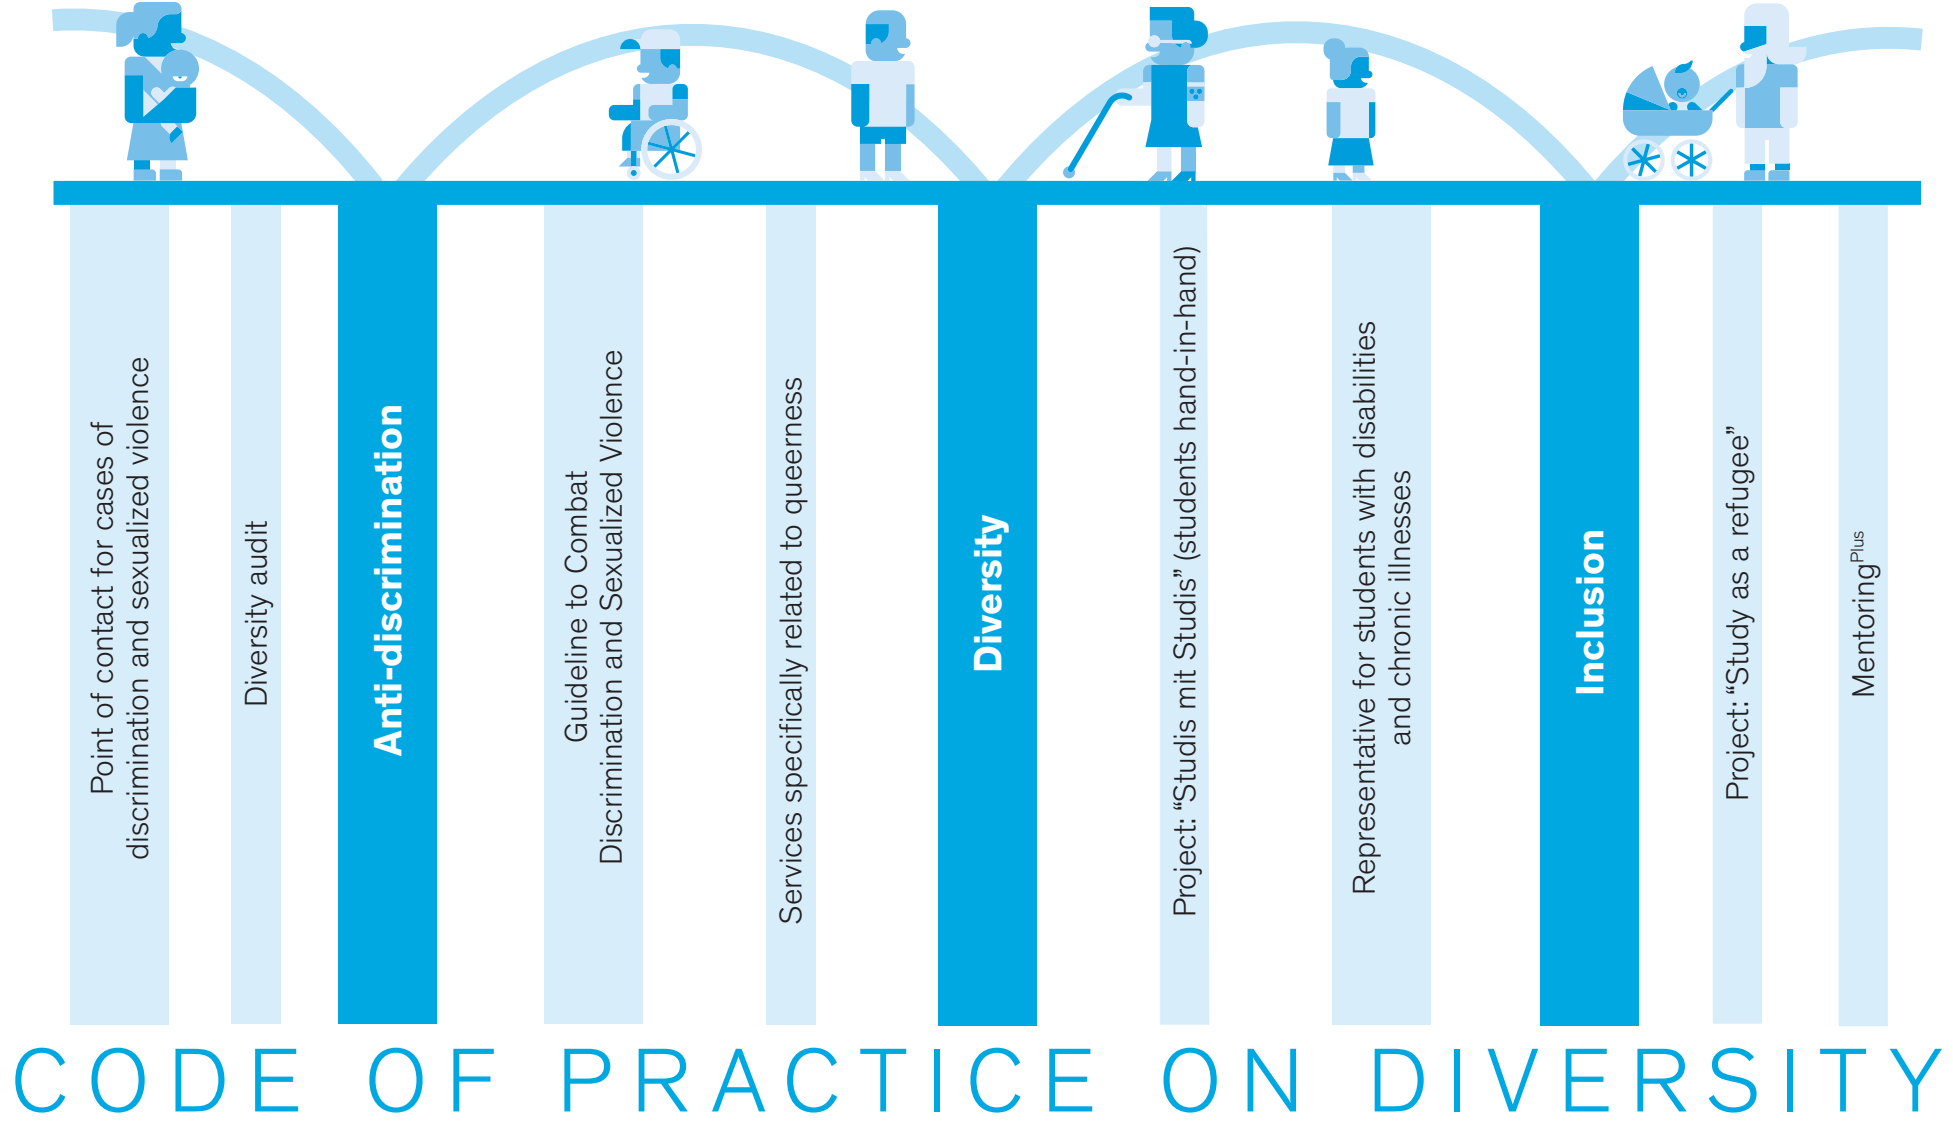 Point of contact for cases of
discrimination and sexualized violence
Diversity audit
Anti-discrimination
Guideline to Combat
Discrimination and Sexualized Violence
Services specifically related to queerness
Diversity
Project: “Studis mit Studis” (students hand-in-hand)
Representative for students with disabilities
and chronic illnesses
Inclusion
Project: “Study as a refugee”
MentoringPlus
CODE OF PRACTICE ON DIVERSITY